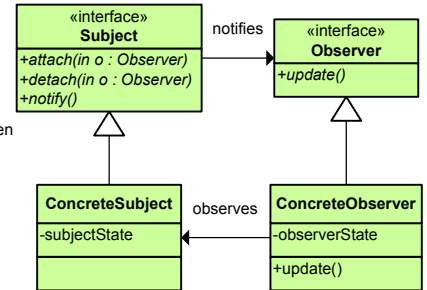 «interface»
Subject
+attach(in o : Observer)
+detach(in o : Observer)
+notify()
notifies
«interface»
Observer
+update()
en
ConcreteSubject
-subjectState
observes
ConcreteObserver
-observerState
+update()